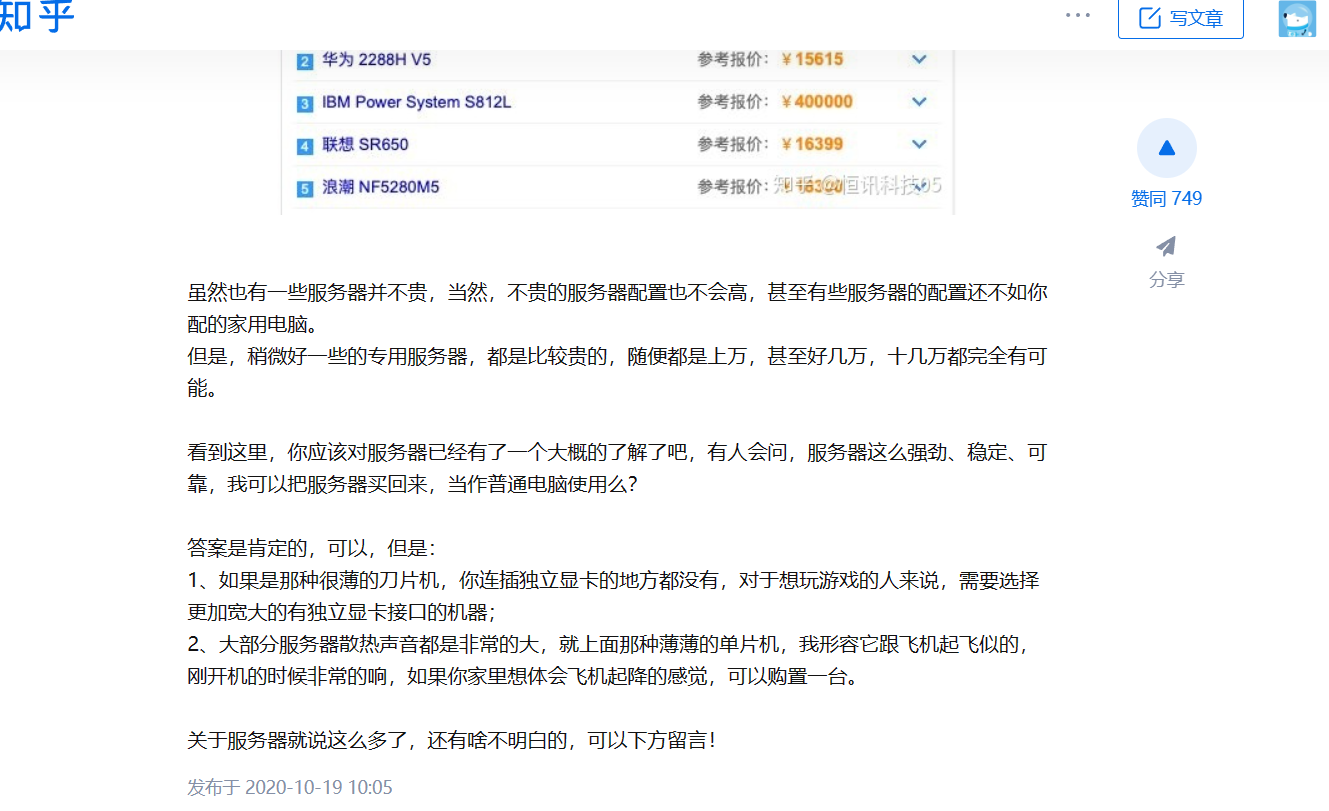 知乎
写文章
2 华为 2288H V5 参考报价：￥15615
3 IBM Power System S812L 参考报价：￥400000
4 联想 SR650 参考报价：￥16399
5 浪潮 NF5280M5 参考报价：
知乎 @恒讯科技05
赞同 749
分享
虽然也有一些服务器并不贵，当然，不贵的服务器配置也不会高，甚至有些服务器的配置还不如你
配的家用电脑。
但是，稍微好一些的专用服务器，都是比较贵的，随便都是上万，甚至好几万，十几万都完全有可
能。
看到这里，你应该对服务器已经有了一个大概的了解了吧，有人会问，服务器这么强劲、稳定、可
靠，我可以把服务器买回来，当作普通电脑使用么？
答案是肯定的，可以，但是：
1、如果是那种很薄的刀片机，你连插独立显卡的地方都没有，对于想玩游戏的人来说，需要选择
更加宽大的有独立显卡接口的机器；
2、大部分服务器散热声音都是非常的大，就上面那种薄薄的单片机，我形容它跟飞机起飞似的，
刚开机的时候非常的响，如果你家里想体会飞机起降的感觉，可以购置一台。
关于服务器就说这么多了，还有啥不明白的，可以下方留言！
发布于 2020-10-19 10:05